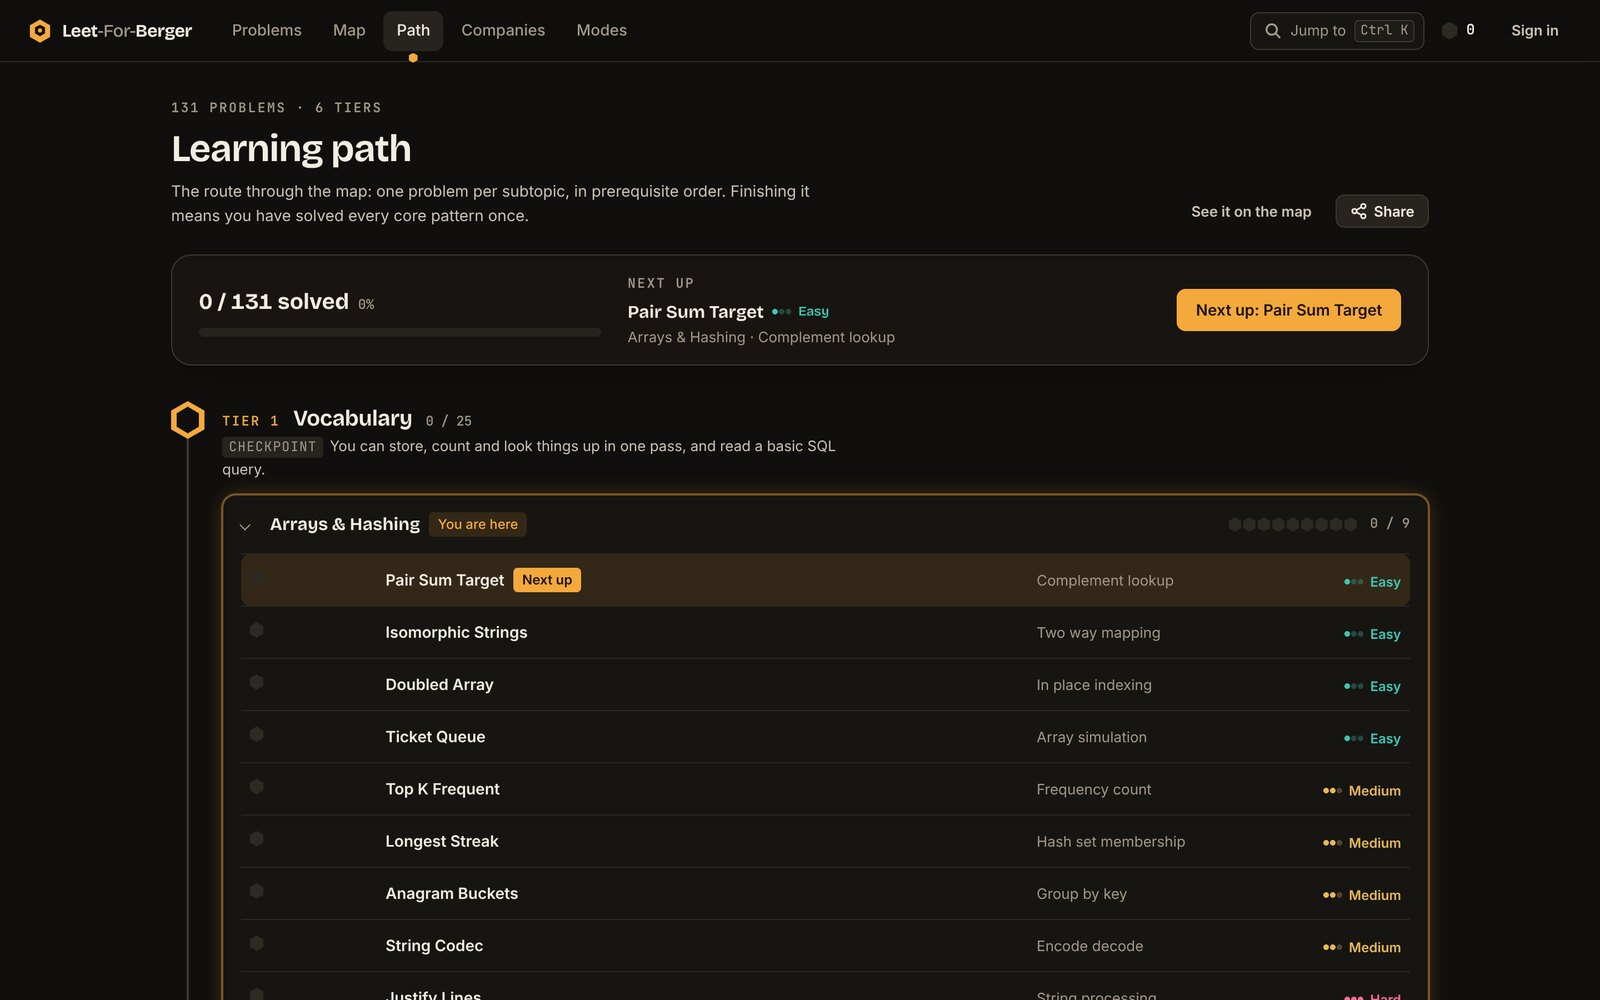 Leet-For-Berger
Problems
Map
Path
Companies
Modes
Jump to
Ctrl K
0
Sign in
131 PROBLEMS · 6 TIERS
Learning path
The route through the map: one problem per subtopic, in prerequisite order. Finishing it
means you have solved every core pattern once.
See it on the map
Share
0 / 131 solved 0%
NEXT UP
Pair Sum Target Easy
Arrays & Hashing · Complement lookup
Next up: Pair Sum Target
TIER 1 Vocabulary 0 / 25
CHECKPOINT You can store, count and look things up in one pass, and read a basic SQL
query.
Arrays & Hashing You are here 0 / 9
Pair Sum Target Next up Complement lookup Easy
Isomorphic Strings Two way mapping Easy
Doubled Array In place indexing Easy
Ticket Queue Array simulation Easy
Top K Frequent Frequency count Medium
Longest Streak Hash set membership Medium
Anagram Buckets Group by key Medium
String Codec Encode decode Medium
Justify Lines String processing Hard